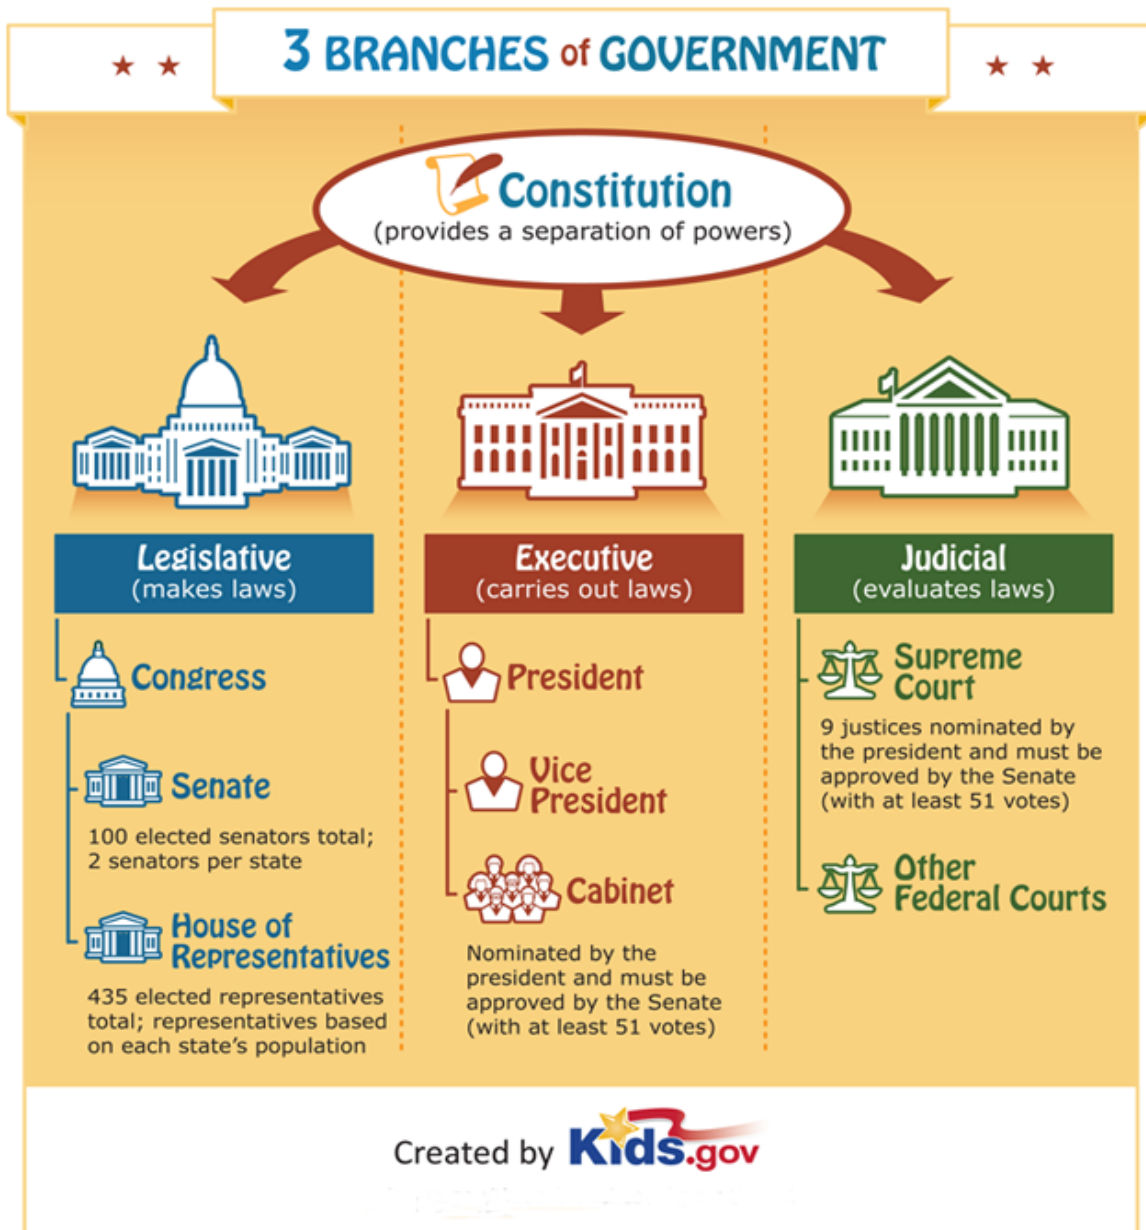 3 BRANCHES of GOVERNMENT
Constitution
(provides a separation of powers)
Legislative
(makes laws)
Congress
Senate
100 elected senators total;
2 senators per state
House of
Representatives
435 elected representatives
total; representatives based
on each state's population
Executive
(carries out laws)
President
Vice
President
Cabinet
Nominated by the
president and must be
approved by the Senate
(with at least 51 votes)
Judicial
(evaluates laws)
Supreme
Court
9 justices nominated by
the president and must be
approved by the Senate
(with at least 51 votes)
Other
Federal Courts
Created by Kids.gov